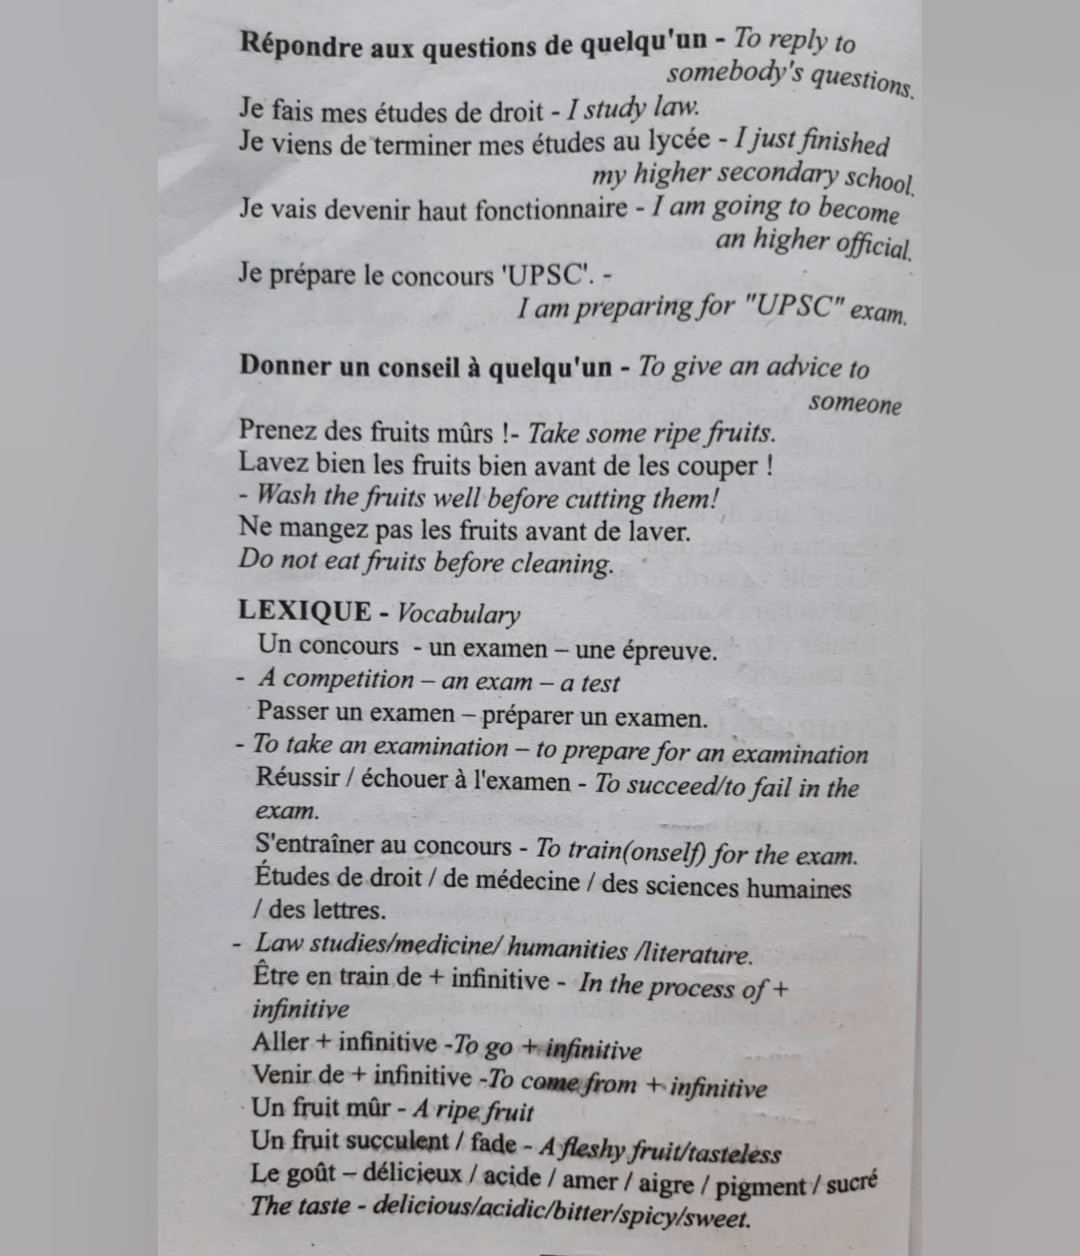 Répondre aux questions de quelqu'un - To reply to
somebody's questions.
Je fais mes études de droit - I study law.
Je viens de terminer mes études au lycée - I just finished
my higher secondary school.
Je vais devenir haut fonctionnaire - I am going to become
an higher official.
Je prépare le concours 'UPSC'. -
I am preparing for "UPSC" exam.
Donner un conseil à quelqu'un - To give an advice to
someone
Prenez des fruits mûrs !- Take some ripe fruits.
Lavez bien les fruits bien avant de les couper !
- Wash the fruits well before cutting them!
Ne mangez pas les fruits avant de laver.
Do not eat fruits before cleaning.
LEXIQUE - Vocabulary
Un concours - un examen – une épreuve.
- A competition – an exam – a test
Passer un examen – préparer un examen.
- To take an examination – to prepare for an examination
Réussir / échouer à l'examen - To succeed/to fail in the
exam.
S'entraîner au concours - To train(onself) for the exam.
Études de droit / de médecine / des sciences humaines
/ des lettres.
- Law studies/medicine/ humanities /literature.
Être en train de + infinitive - In the process of +
infinitive
Aller + infinitive -To go + infinitive
Venir de + infinitive -To come from + infinitive
Un fruit mûr - A ripe fruit
Un fruit succulent / fade - A fleshy fruit/tasteless
Le goût – délicieux / acide / amer / aigre / pigment / sucré
The taste - delicious/acidic/bitter/spicy/sweet.